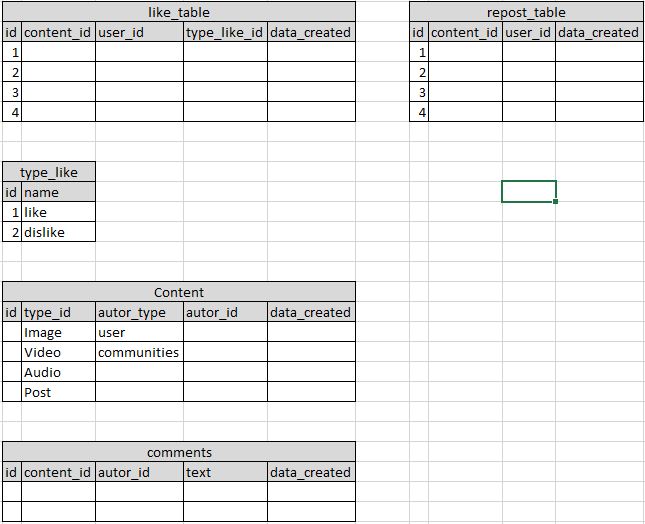 like_table
id content_id user_id type_like_id data_created
1
2
3
4
repost_table
id content_id user_id data_created
1
2
3
4
type_like
id name
1 like
2 dislike
Content
id type_id autor_type autor_id data_created
Image user
Video communities
Audio
Post
comments
id content_id autor_id text data_created